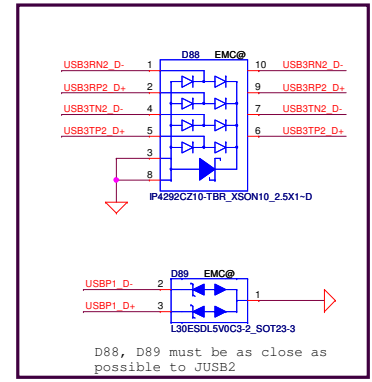 D88 EMC@
USB3RN2_D- 1 10 USB3RN2_D-
USB3RP2_D+ 2 9 USB3RP2_D+
USB3TN2_D- 4 7 USB3TN2_D-
USB3TP2_D+ 5 6 USB3TP2_D+
3
8
IP4292CZ10-TBR_XSON10_2.5X1~D
D89 EMC@
USBP1_D- 2
1
USBP1_D+ 3
L30ESDL5V0C3-2_SOT23-3
D88, D89 must be as close as
possible to JUSB2